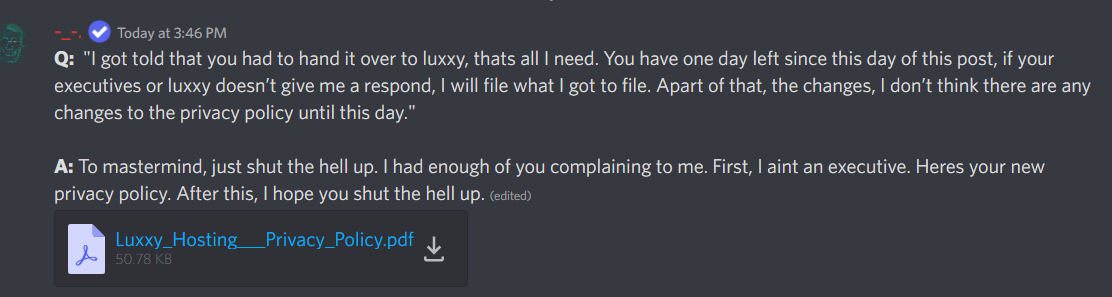 -_-. Today at 3:46 PM
Q: "I got told that you had to hand it over to luxxy, thats all I need. You have one day left since this day of this post, if your
executives or luxxy doesn’t give me a respond, I will file what I got to file. Apart of that, the changes, I don’t think there are any
changes to the privacy policy until this day."
A: To mastermind, just shut the hell up. I had enough of you complaining to me. First, I aint an executive. Heres your new
privacy policy. After this, I hope you shut the hell up. (edited)
Luxxy_Hosting___Privacy_Policy.pdf
50.78 KB